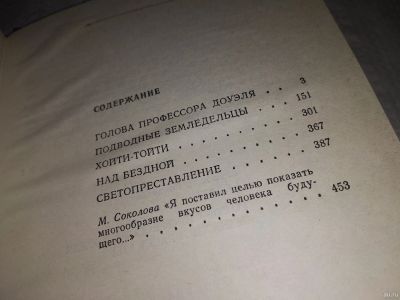 СОДЕРЖАНИЕ
ГОЛОВА ПРОФЕССОРА ДОУЭЛЯ . . 3
ПОДВОДНЫЕ ЗЕМЛЕДЕЛЬЦЫ . . . 151
ХОЙТИ-ТОЙТИ . . . . . . . . 301
НАД БЕЗДНОЙ . . . . . . . . 367
СВЕТОПРЕСТАВЛЕНИЕ . . . . . . 387
М. Соколова «Я поставил целью показать
многообразие вкусов человека буду-
щего...» . . . . . . . . . 453